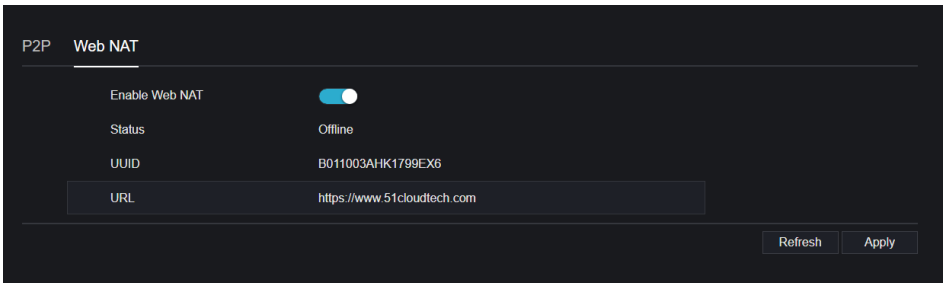 P2P Web NAT
Enable Web NAT
Status Offline
UUID B011003AHK1799EX6
URL https://www.51cloudtech.com
Refresh Apply